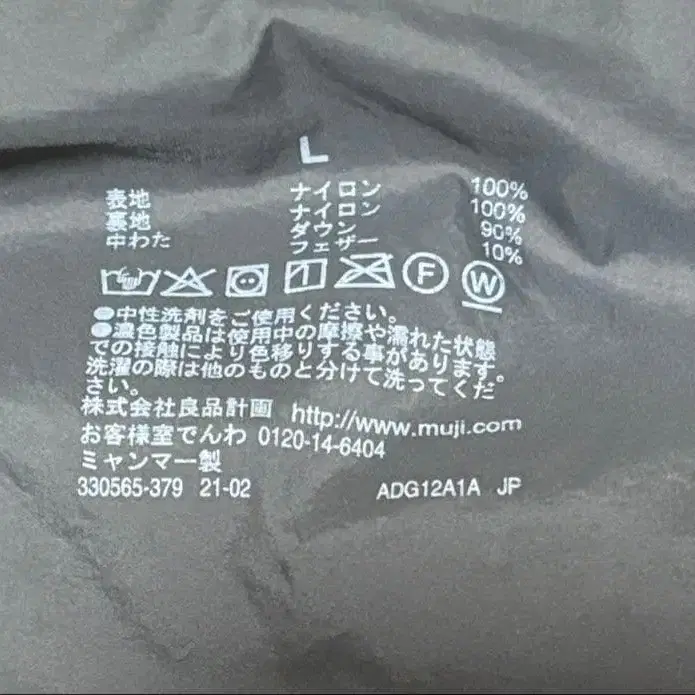 L
表地 ナイロン 100%
裏地 ナイロン 100%
中わた ダウン 90%
フェザー 10%
F W
●中性洗剤をご使用ください。
●濃色製品は使用中の摩擦や濡れた状態
での接触により色移りする事があります。
洗濯の際は他のものと分けて洗ってくだ
さい。
株式会社良品計画 http://www.muji.com
お客様室でんわ 0120-14-6404
ミャンマー製
330565-379 21-02 ADG12A1A JP